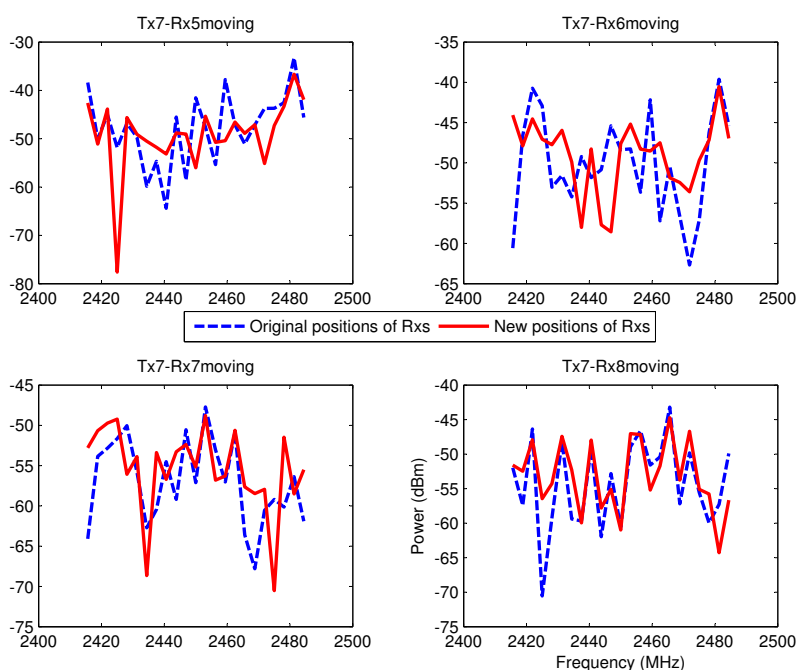 Tx7-Rx5moving
-30
-40
-50
-60
-70
-80
2400 2420 2440 2460 2480 2500
Tx7-Rx6moving
-35
-40
-45
-50
-55
-60
-65
2400 2420 2440 2460 2480 2500
Original positions of Rxs New positions of Rxs
Tx7-Rx7moving
-45
-50
-55
-60
-65
-70
-75
2400 2420 2440 2460 2480 2500
Tx7-Rx8moving
-40
-45
-50
-55
-60
-65
-70
-75
Power (dBm)
2400 2420 2440 2460 2480 2500
Frequency (MHz)